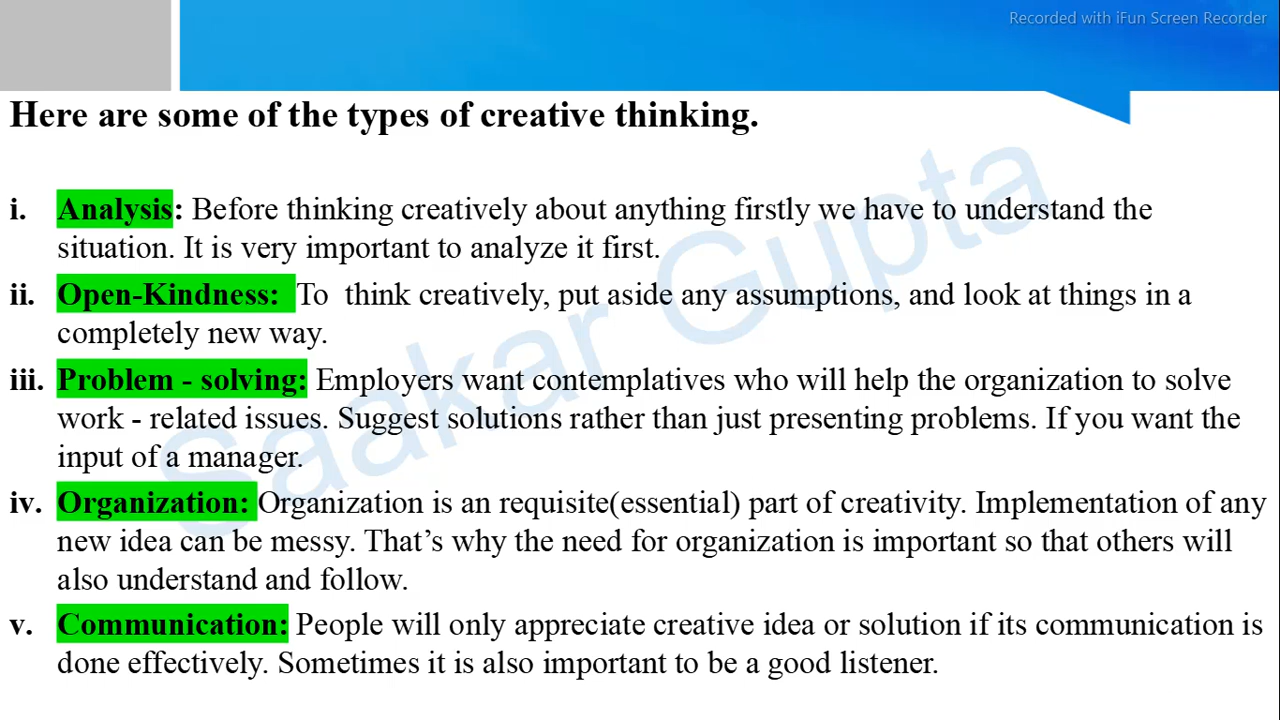 Recorded with iFun Screen Recorder
Here are some of the types of creative thinking.
i. Analysis: Before thinking creatively about anything firstly we have to understand the
situation. It is very important to analyze it first.
ii. Open-Kindness: To think creatively, put aside any assumptions, and look at things in a
completely new way.
iii. Problem - solving: Employers want contemplatives who will help the organization to solve
work - related issues. Suggest solutions rather than just presenting problems. If you want the
input of a manager.
iv. Organization: Organization is an requisite(essential) part of creativity. Implementation of any
new idea can be messy. That’s why the need for organization is important so that others will
also understand and follow.
v. Communication: People will only appreciate creative idea or solution if its communication is
done effectively. Sometimes it is also important to be a good listener.
Saakar Gupta